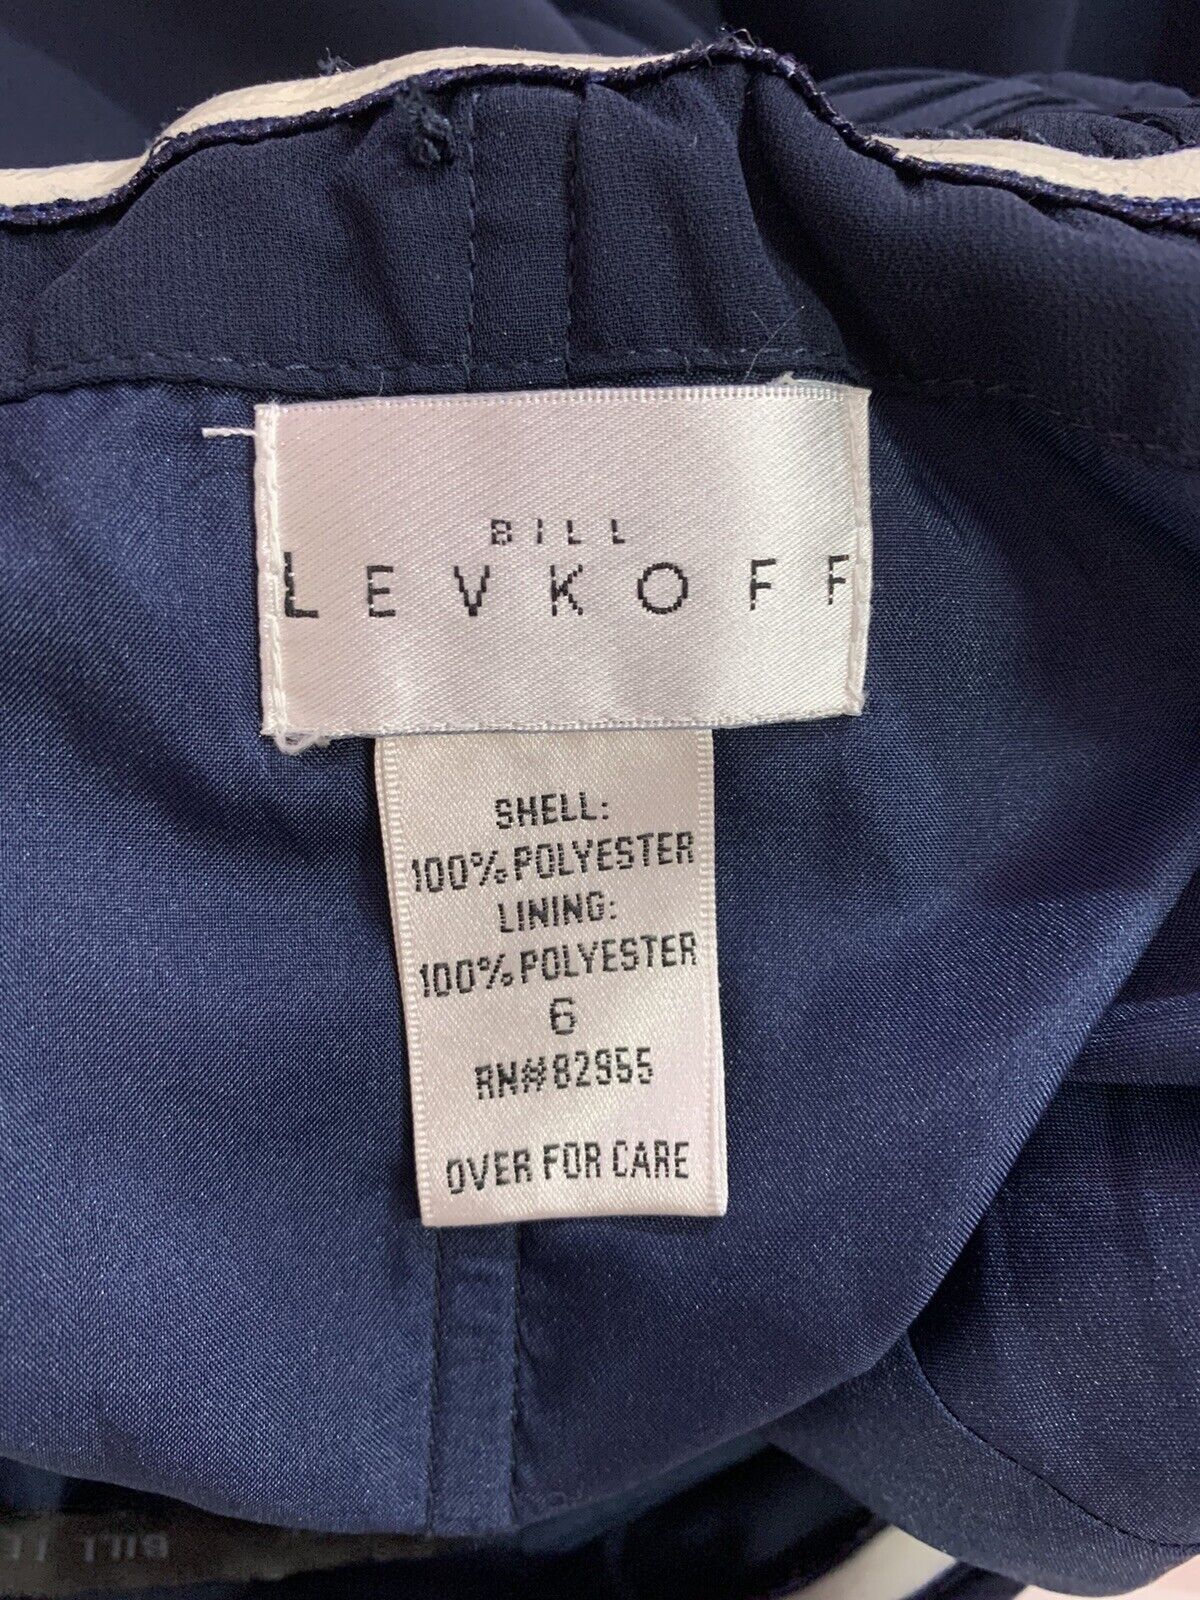 BILL
LEVKOFF
SHELL:
100% POLYESTER
LINING:
100% POLYESTER
6
RN#82955
OVER FOR CARE